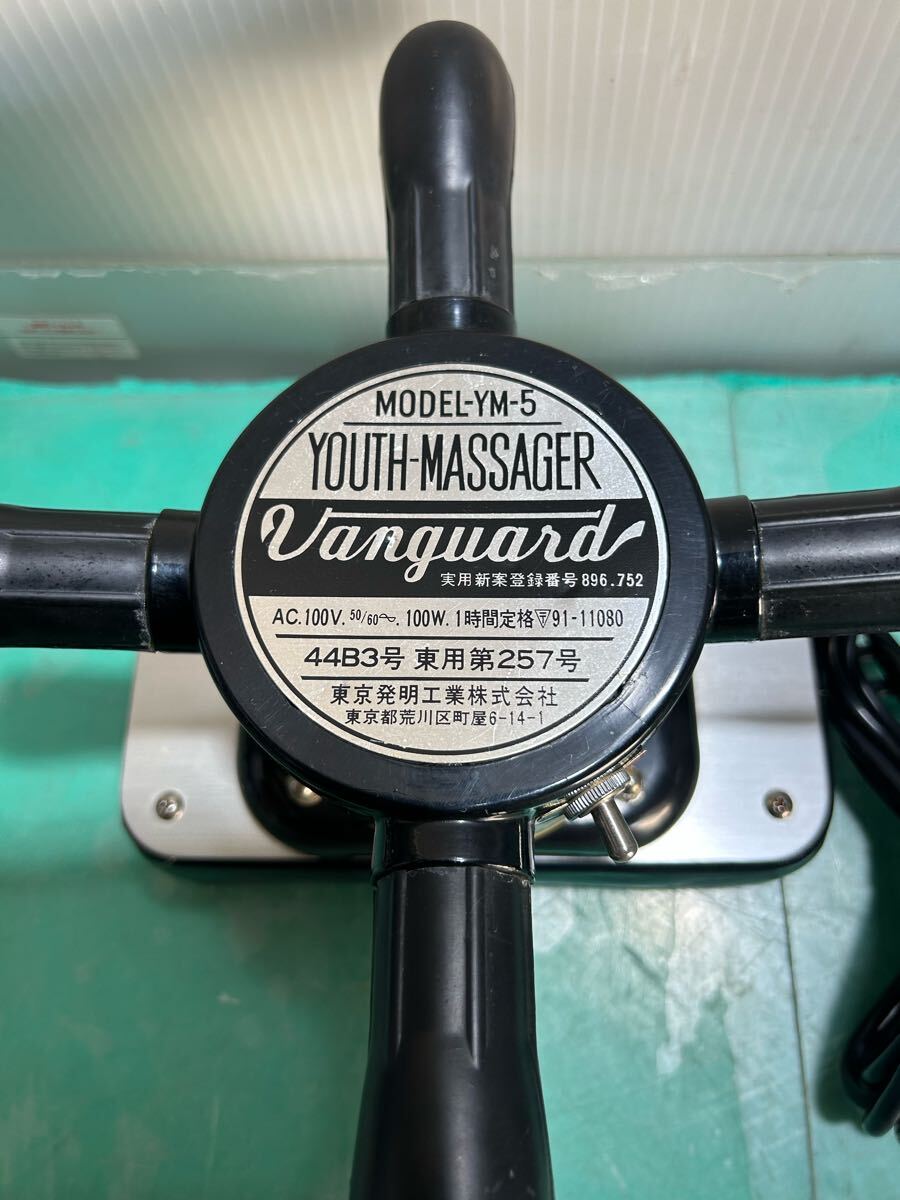 MODEL-YM-5
YOUTH-MASSAGER
Vanguard
実用新案登録番号896.752
AC.100V. 50/60〜. 100W. 1時間定格 〒91-11080
44B3号 東用第257号
東京発明工業株式会社
東京都荒川区町屋6-14-1